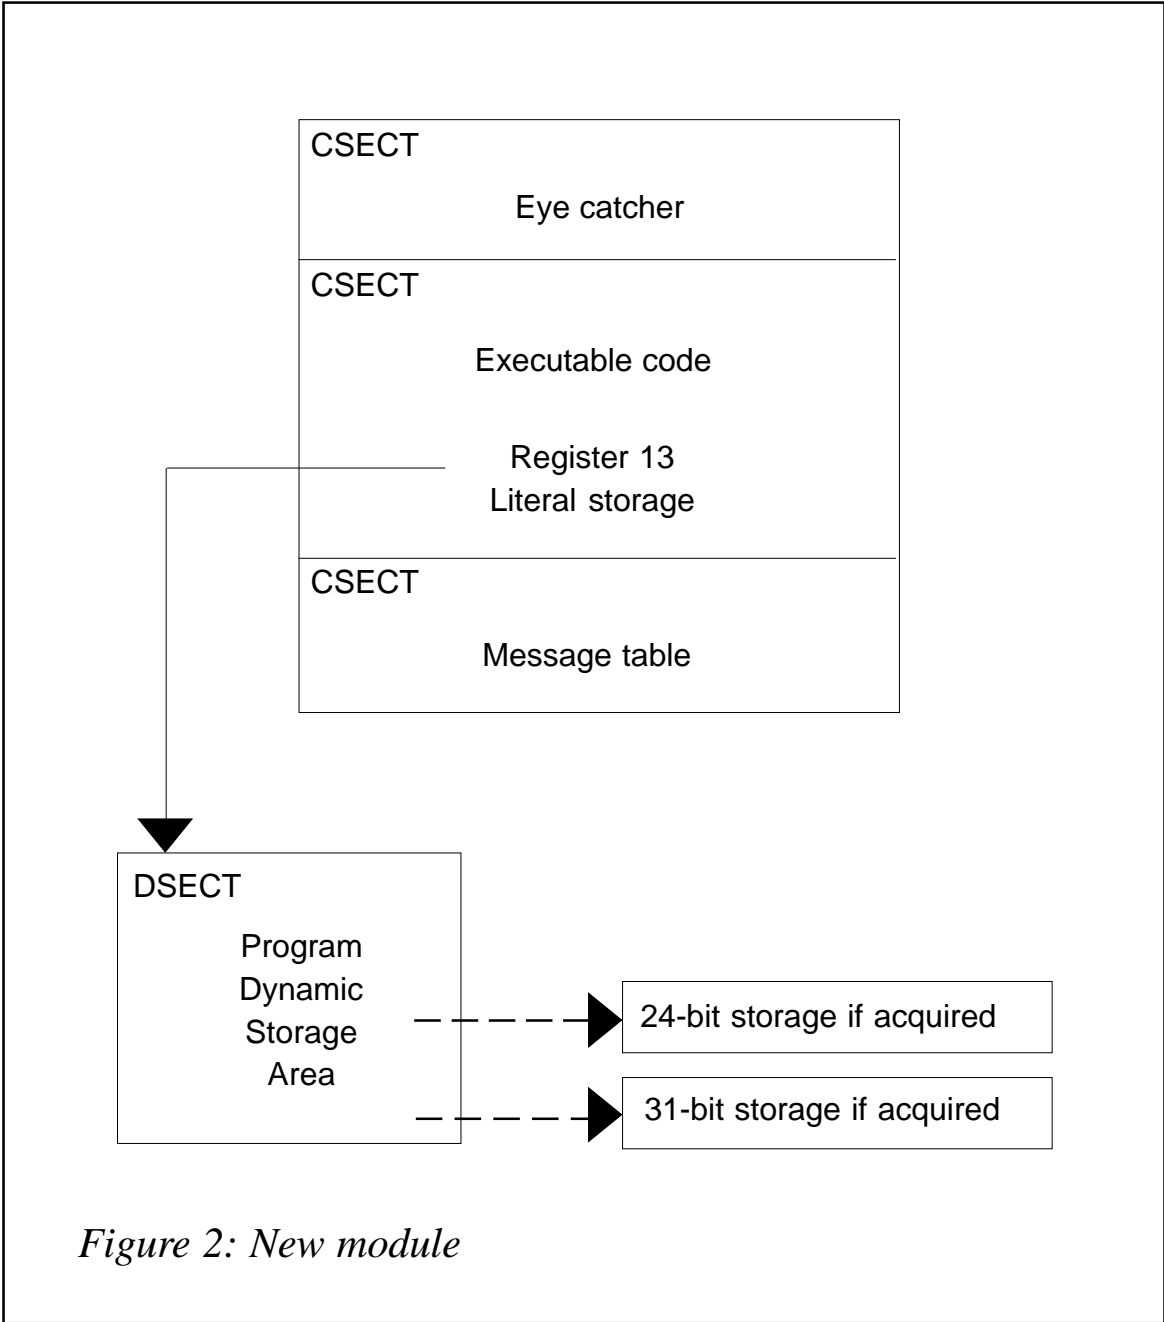 CSECT
Eye catcher
CSECT
Executable code
Register 13
Literal storage
CSECT
Message table
DSECT
Program
Dynamic
Storage
Area
24-bit storage if acquired
31-bit storage if acquired
Figure 2: New module